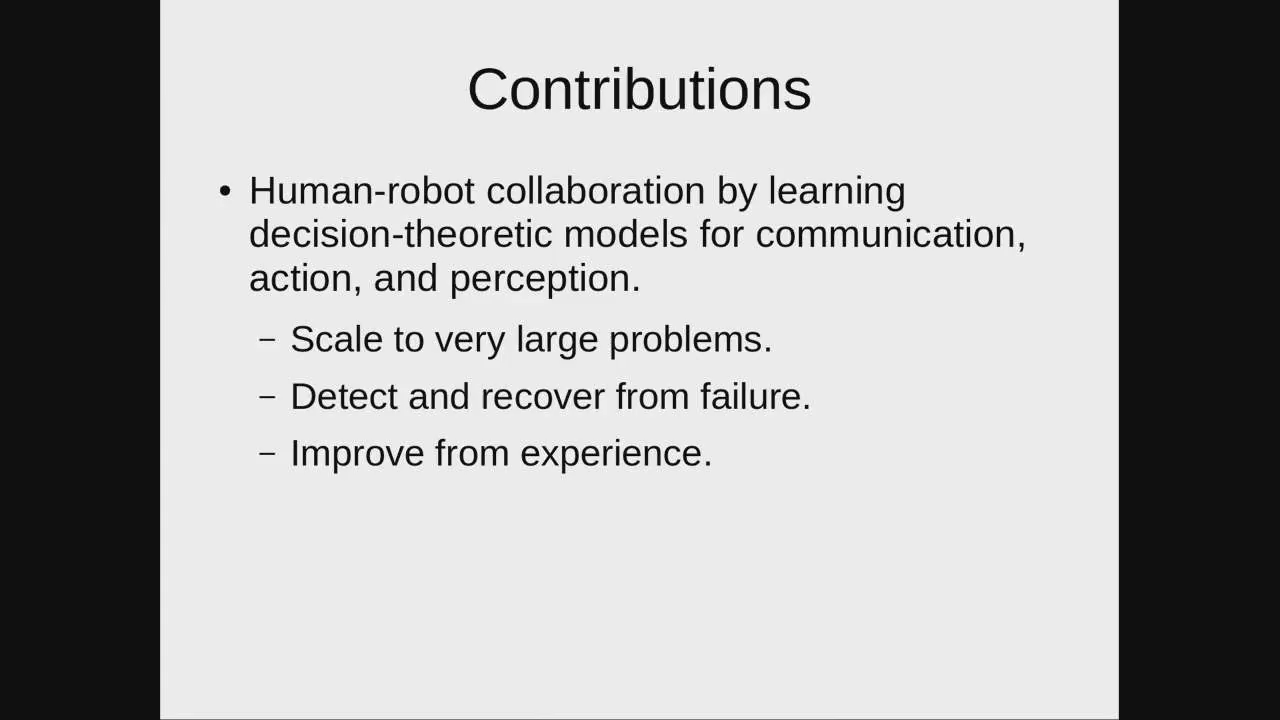 Contributions
• Human-robot collaboration by learning
decision-theoretic models for communication,
action, and perception.
– Scale to very large problems.
– Detect and recover from failure.
– Improve from experience.